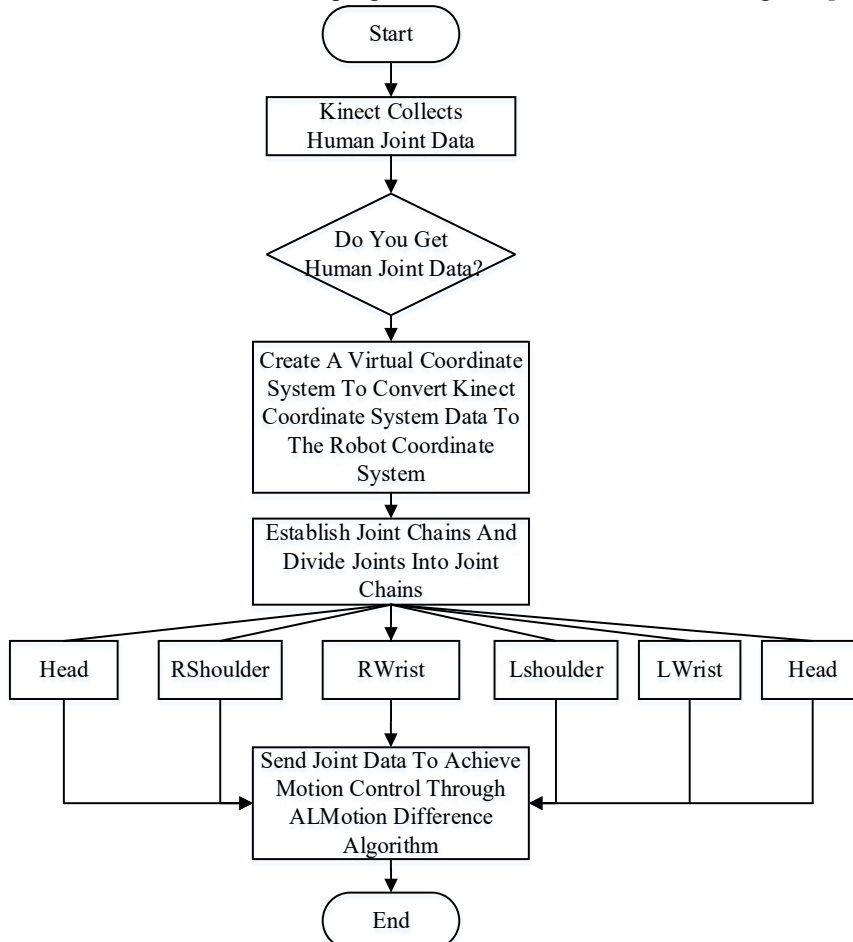 Start
Kinect Collects
Human Joint Data
Do You Get
Human Joint Data?
Create A Virtual Coordinate
System To Convert Kinect
Coordinate System Data To
The Robot Coordinate
System
Establish Joint Chains And
Divide Joints Into Joint
Chains
Head
RShoulder
RWrist
Lshoulder
LWrist
Head
Send Joint Data To Achieve
Motion Control Through
ALMotion Difference
Algorithm
End